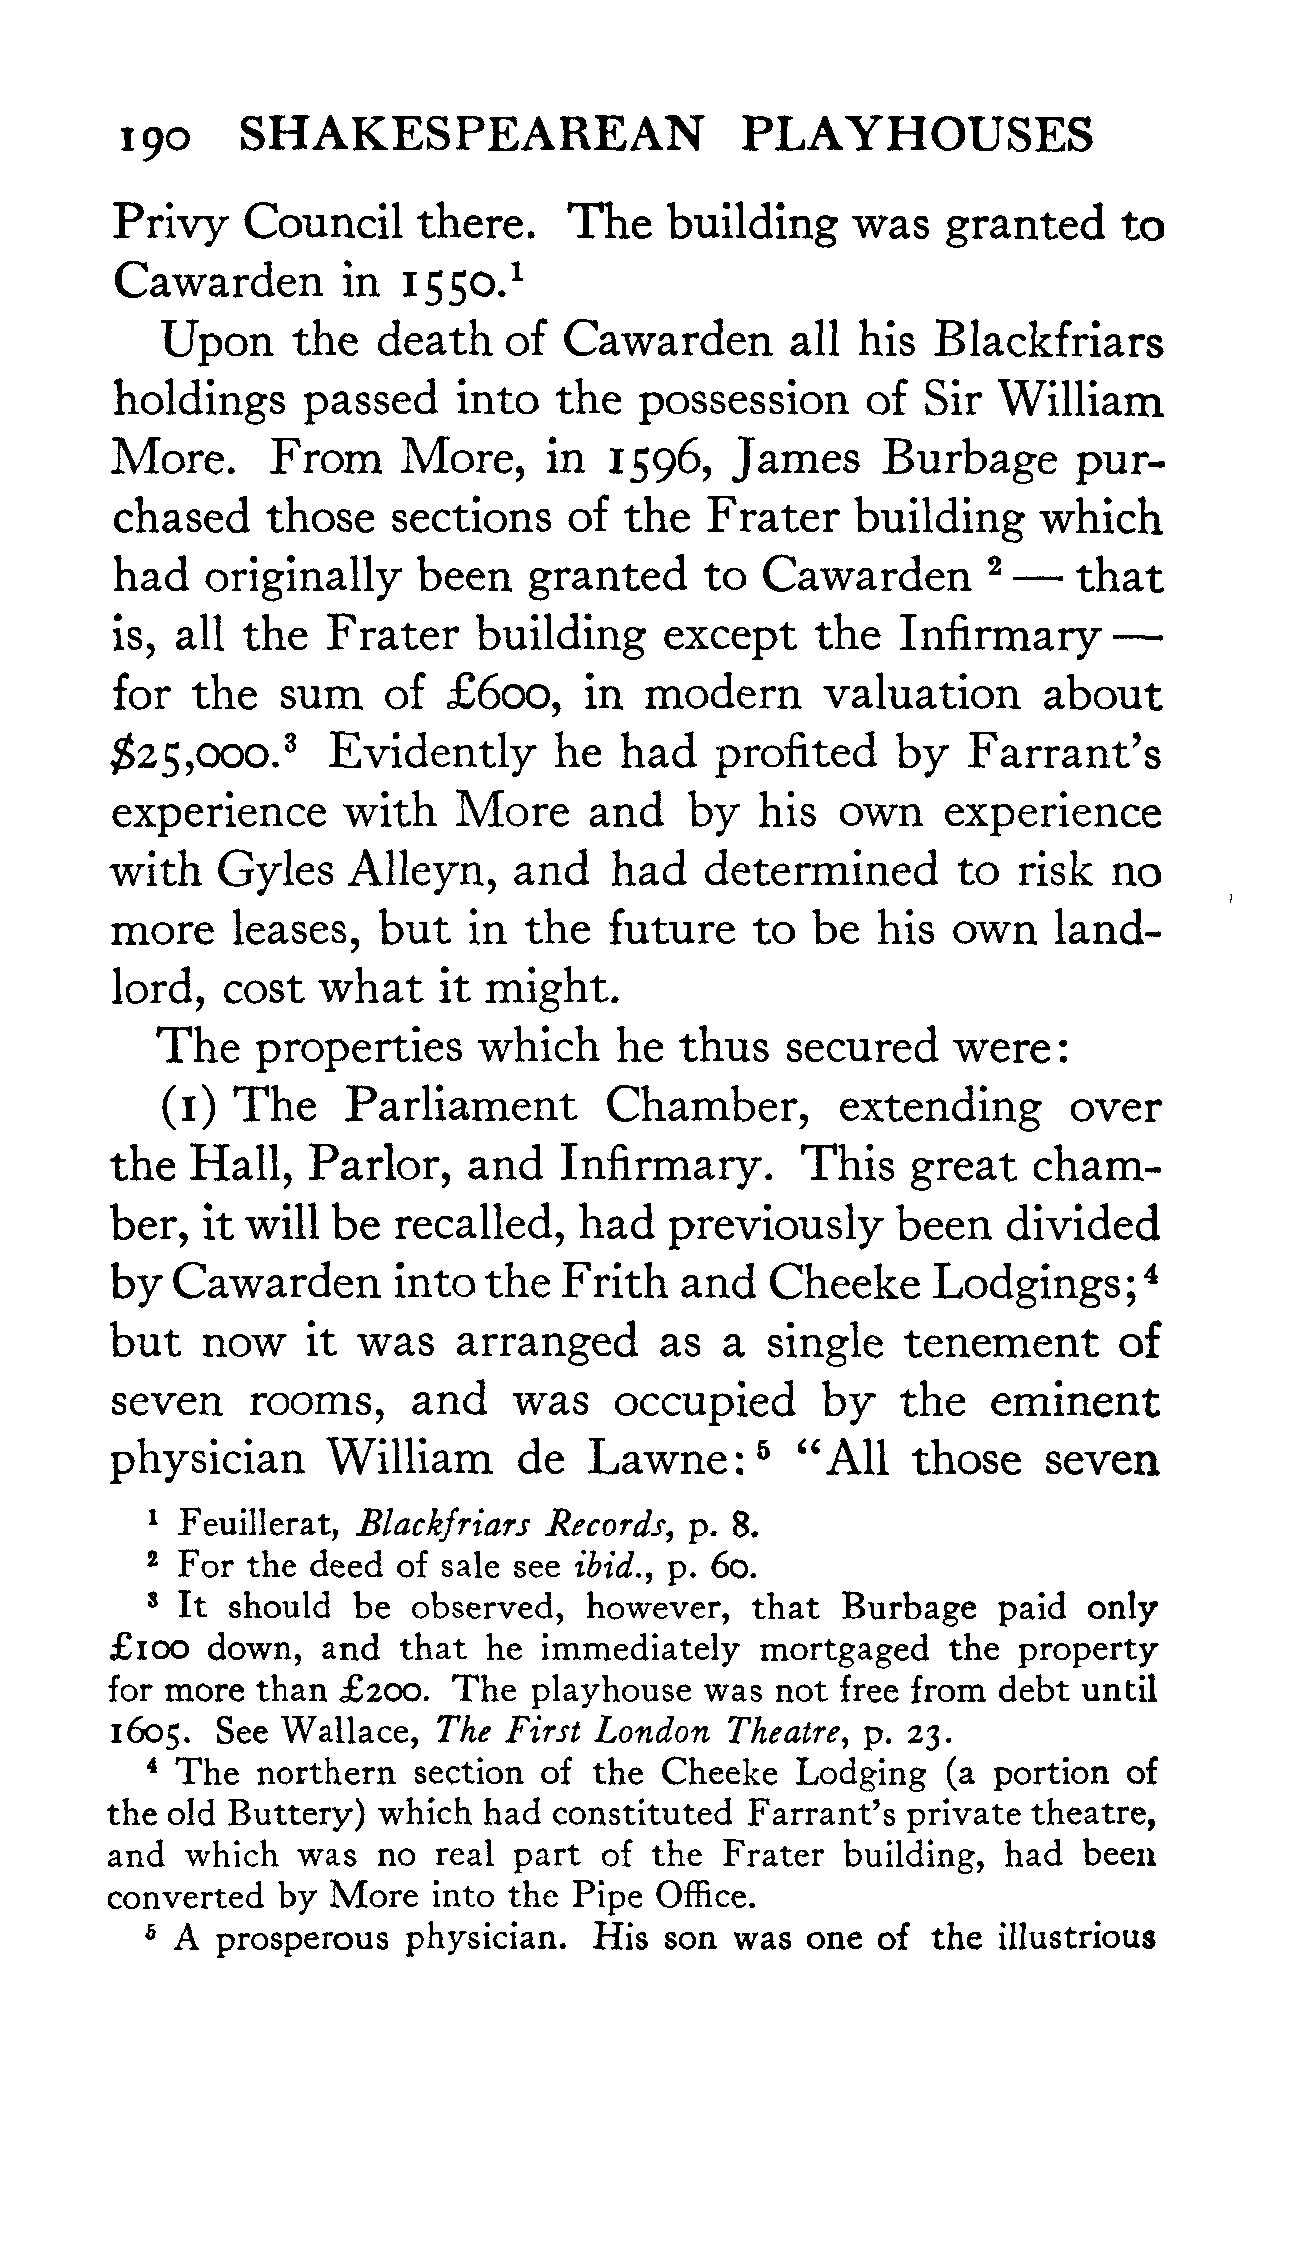 190 SHAKESPEAREAN PLAYHOUSES
Privy Council there. The building was granted to
Cawarden in 1550.¹
Upon the death of Cawarden all his Blackfriars
holdings passed into the possession of Sir William
More. From More, in 1596, James Burbage pur-
chased those sections of the Frater building which
had originally been granted to Cawarden ² — that
is, all the Frater building except the Infirmary —
for the sum of £600, in modern valuation about
$25,000.³ Evidently he had profited by Farrant's
experience with More and by his own experience
with Gyles Alleyn, and had determined to risk no
more leases, but in the future to be his own land-
lord, cost what it might.
The properties which he thus secured were:
(1) The Parliament Chamber, extending over
the Hall, Parlor, and Infirmary. This great cham-
ber, it will be recalled, had previously been divided
by Cawarden into the Frith and Cheeke Lodgings;⁴
but now it was arranged as a single tenement of
seven rooms, and was occupied by the eminent
physician William de Lawne:⁵ "All those seven
¹ Feuillerat, Blackfriars Records, p. 8.
² For the deed of sale see ibid., p. 60.
³ It should be observed, however, that Burbage paid only
£100 down, and that he immediately mortgaged the property
for more than £200. The playhouse was not free from debt until
1605. See Wallace, The First London Theatre, p. 23.
⁴ The northern section of the Cheeke Lodging (a portion of
the old Buttery) which had constituted Farrant's private theatre,
and which was no real part of the Frater building, had been
converted by More into the Pipe Office.
⁵ A prosperous physician. His son was one of the illustrious